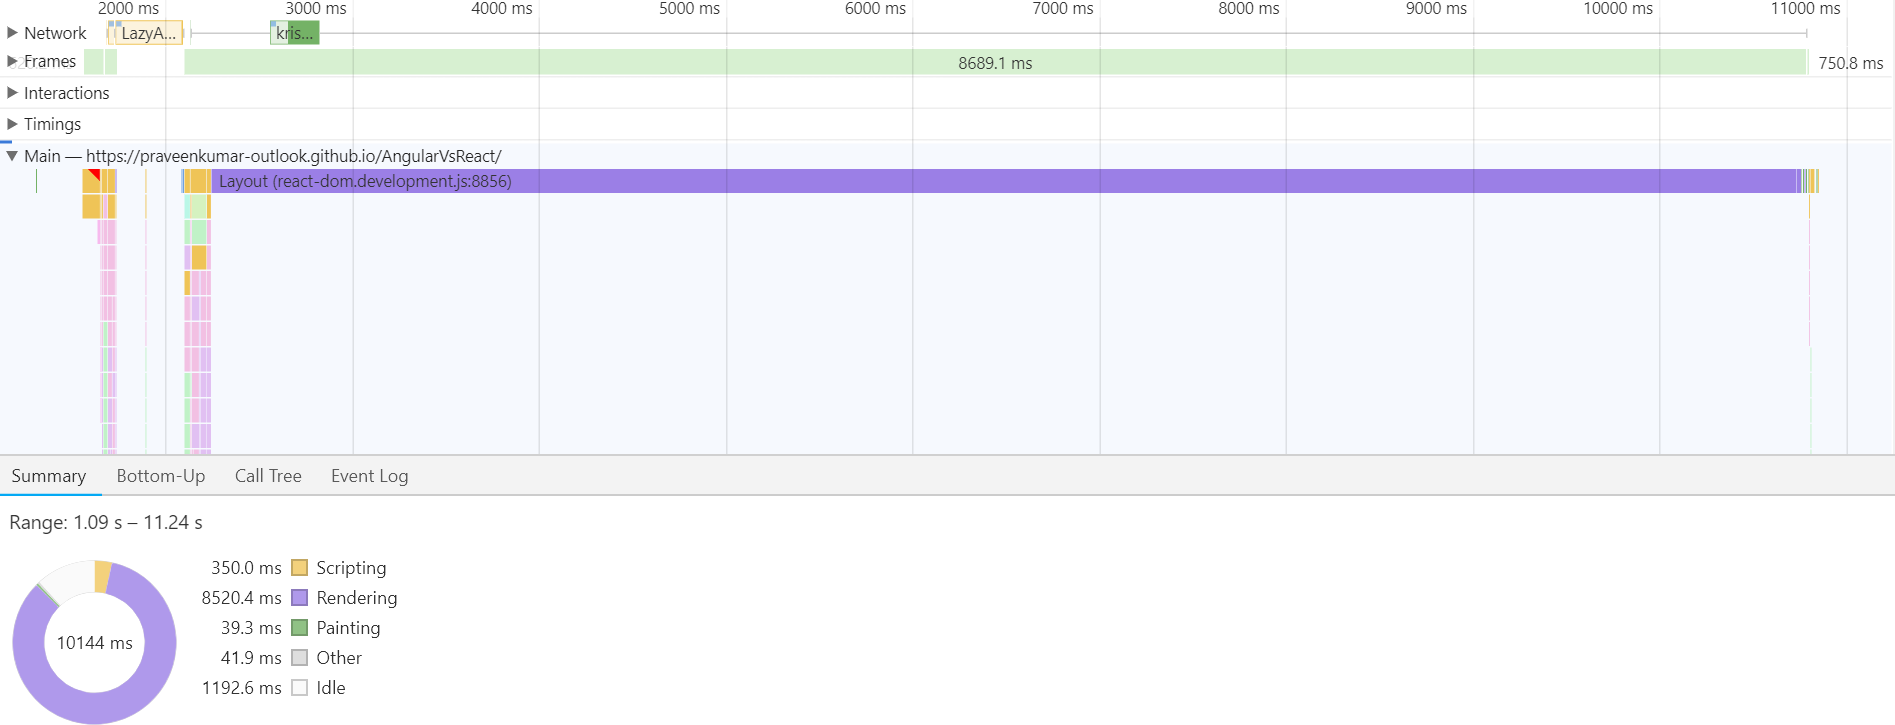 2000 ms 3000 ms 4000 ms 5000 ms 6000 ms 7000 ms 8000 ms 9000 ms 10000 ms 11000 ms
Network LazyA... kris...
Frames 8689.1 ms 750.8 ms
Interactions
Timings
Main — https://praveenkumar-outlook.github.io/AngularVsReact/
Layout (react-dom.development.js:8856)
Summary Bottom-Up Call Tree Event Log
Range: 1.09 s – 11.24 s
350.0 ms Scripting
8520.4 ms Rendering
39.3 ms Painting
10144 ms
41.9 ms Other
1192.6 ms Idle